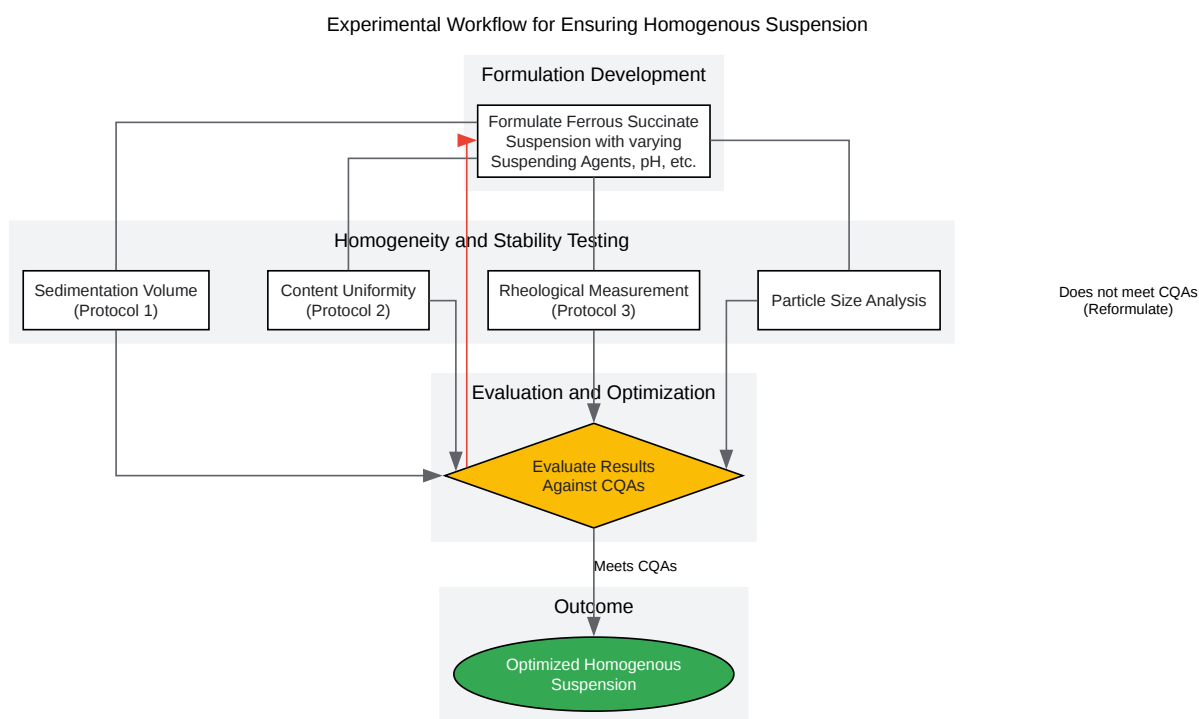 Experimental Workflow for Ensuring Homogenous Suspension
Formulation Development
Formulate Ferrous Succinate
Suspension with varying
Suspending Agents, pH, etc.
Homogeneity and Stability Testing
Sedimentation Volume
(Protocol 1)
Content Uniformity
(Protocol 2)
Rheological Measurement
(Protocol 3)
Particle Size Analysis
Does not meet CQAs
(Reformulate)
Evaluation and Optimization
Evaluate Results
Against CQAs
Meets CQAs
Outcome
Optimized Homogenous
Suspension